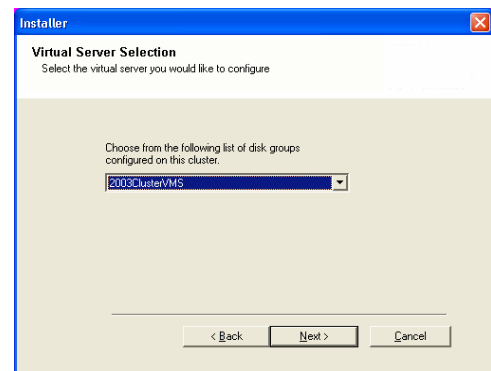 Installer
Virtual Server Selection
Select the virtual server you would like to configure
Choose from the following list of disk groups
configured on this cluster.
2003ClusterVMS
< Back Next > Cancel